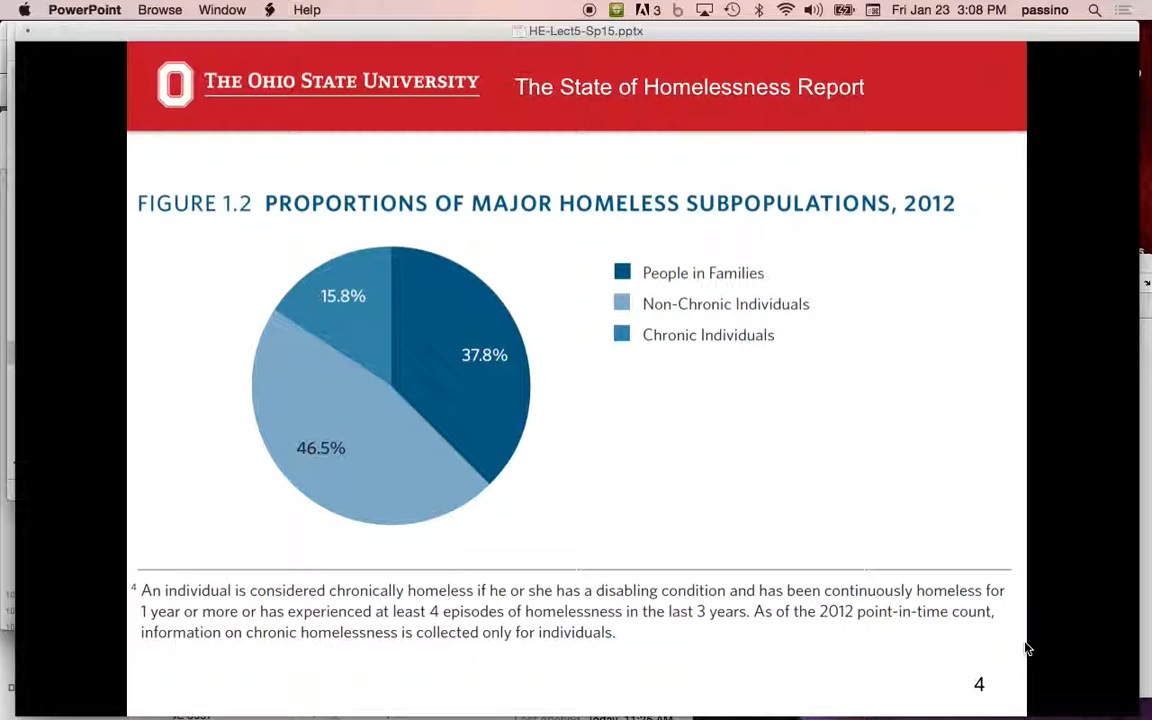 PowerPoint Browse Window Help 3 Fri Jan 23 3:08 PM passino
HE-Lect5-Sp15.pptx
THE OHIO STATE UNIVERSITY The State of Homelessness Report
FIGURE 1.2 PROPORTIONS OF MAJOR HOMELESS SUBPOPULATIONS, 2012
People in Families
15.8%
Non-Chronic Individuals
Chronic Individuals
37.8%
46.5%
4 An individual is considered chronically homeless if he or she has a disabling condition and has been continuously homeless for
1 year or more or has experienced at least 4 episodes of homelessness in the last 3 years. As of the 2012 point-in-time count,
information on chronic homelessness is collected only for individuals.
4